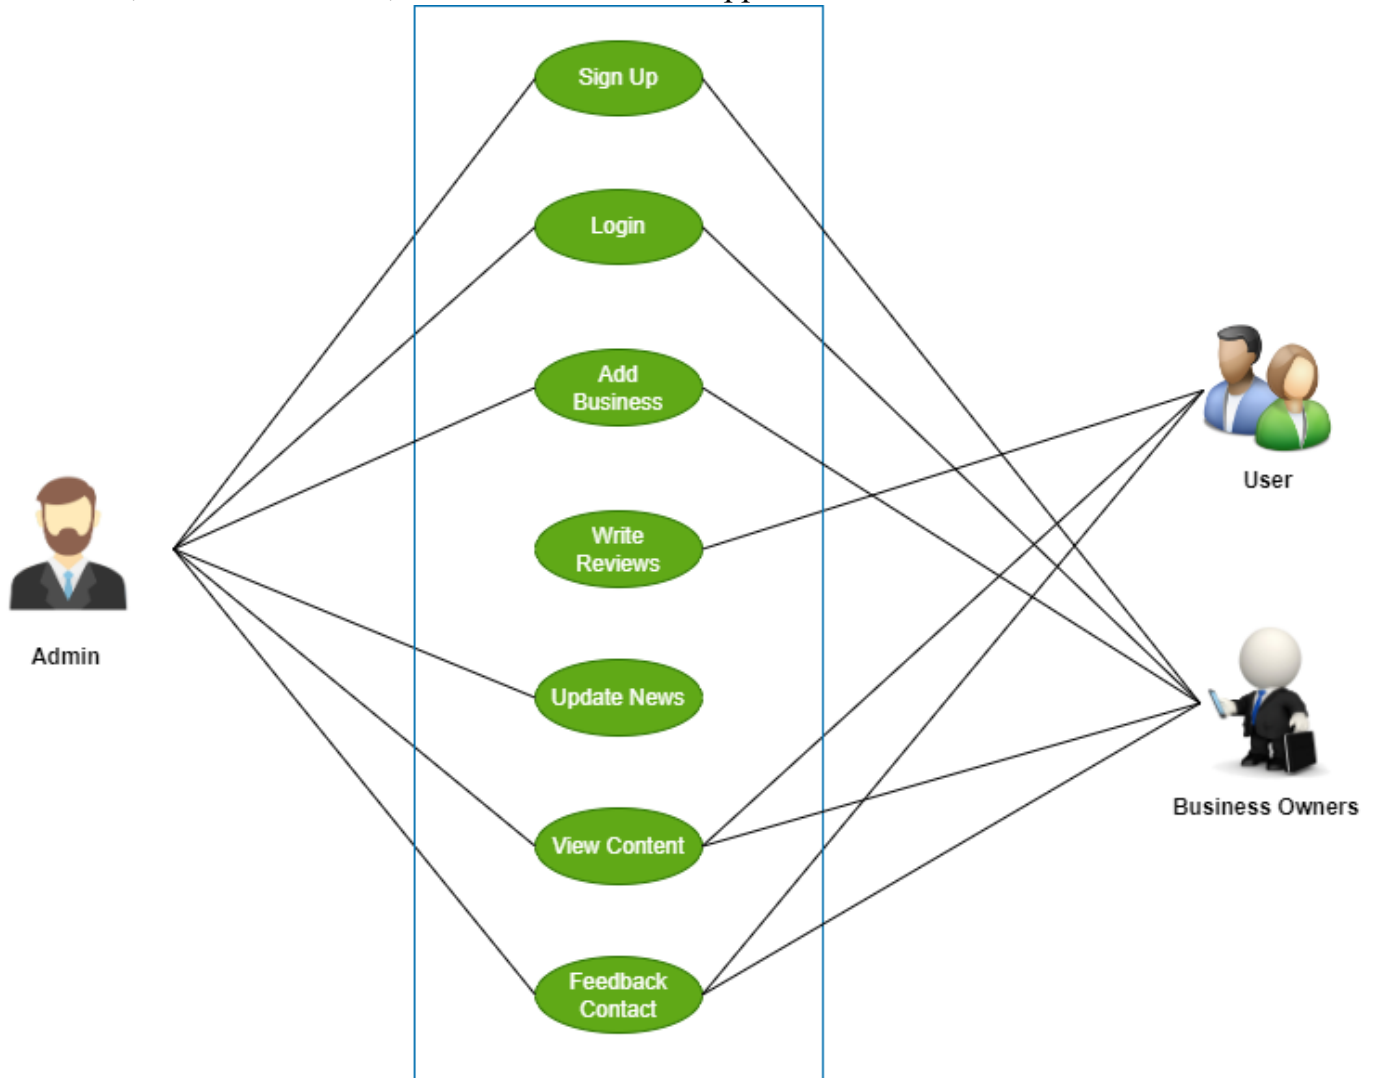 Sign Up
Login
Add
Business
Write
Reviews
Update News
View Content
Feedback
Contact
Admin
User
Business Owners